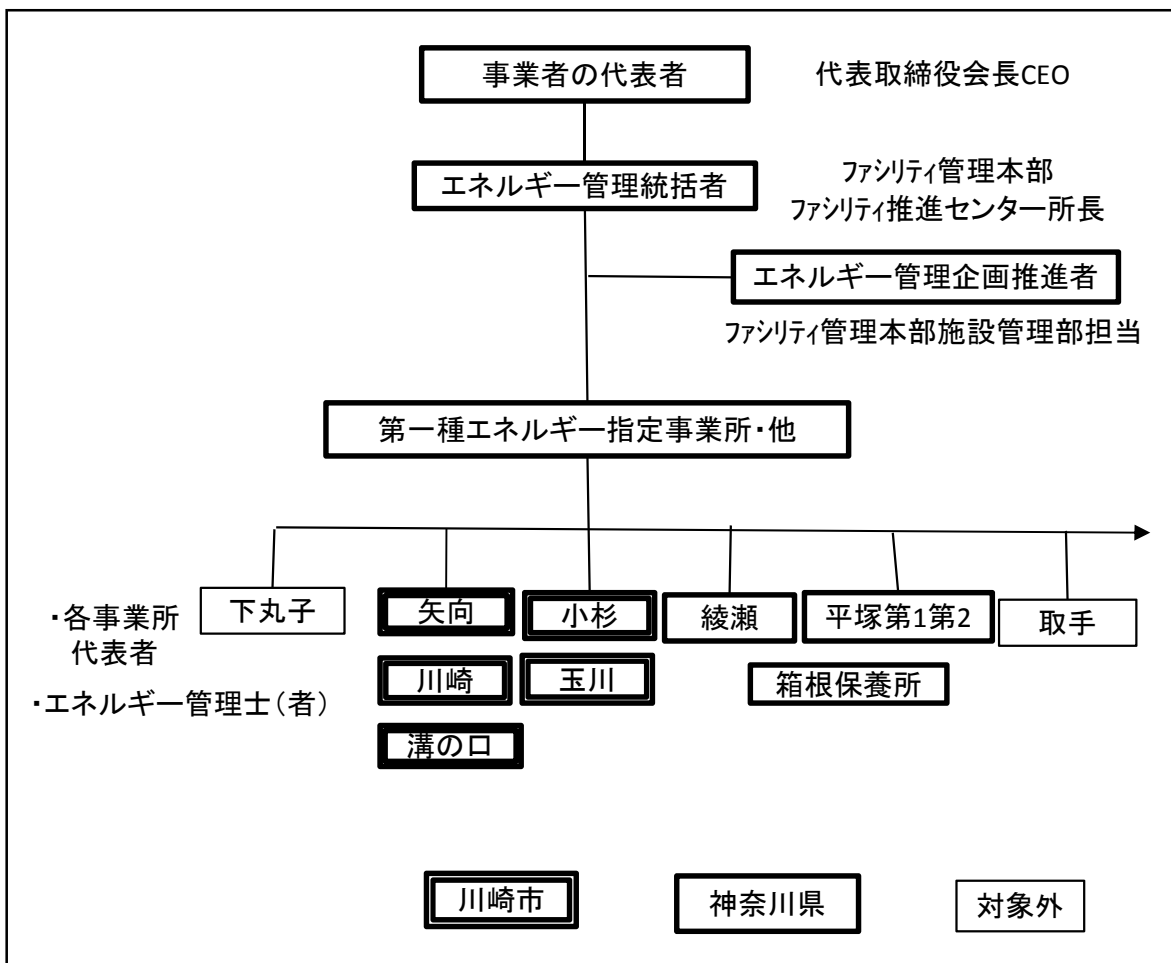 事業者の代表者
代表取締役会長CEO
エネルギー管理統括者
ファシリティ管理本部
ファシリティ推進センター所長
エネルギー管理企画推進者
ファシリティ管理本部施設管理部担当
第一種エネルギー指定事業所・他
・各事業所
代表者
・エネルギー管理士(者)
下丸子
矢向
小杉
綾瀬
平塚第1第2
取手
川崎
玉川
箱根保養所
溝の口
川崎市
神奈川県
対象外